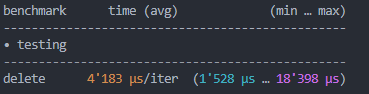 benchmark      time (avg)             (min … max)
-------------------------------------------------
• testing
-------------------------------------------------
delete      4'183 µs/iter  (1'528 µs … 18'398 µs)